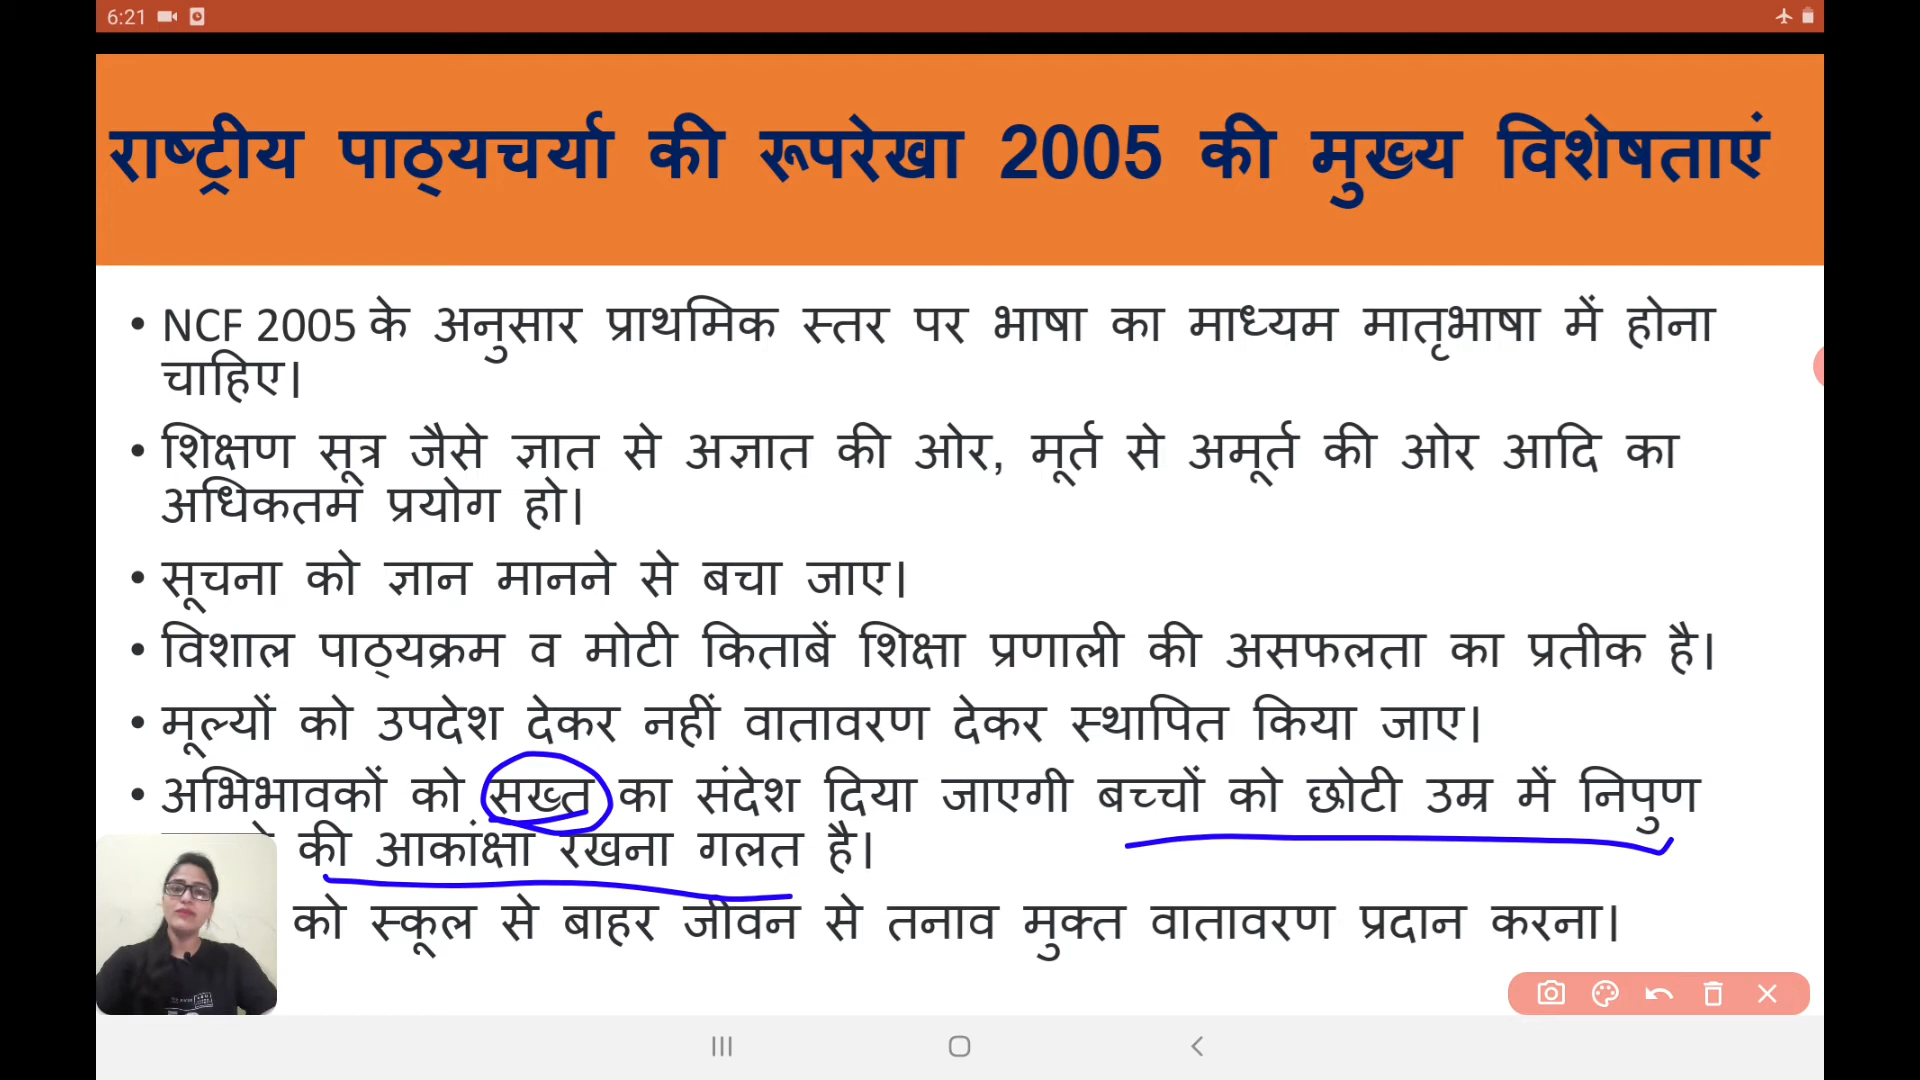 6:21
राष्ट्रीय पाठ्यचर्या की रूपरेखा 2005 की मुख्य विशेषताएं
• NCF 2005 के अनुसार प्राथमिक स्तर पर भाषा का माध्यम मातृभाषा में होना
चाहिए।
• शिक्षण सूत्र जैसे ज्ञात से अज्ञात की ओर, मूर्त से अमूर्त की ओर आदि का
अधिकतम प्रयोग हो।
• सूचना को ज्ञान मानने से बचा जाए।
• विशाल पाठ्यक्रम व मोटी किताबें शिक्षा प्रणाली की असफलता का प्रतीक है।
• मूल्यों को उपदेश देकर नहीं वातावरण देकर स्थापित किया जाए।
• अभिभावकों को सख्त का संदेश दिया जाएगी बच्चों को छोटी उम्र में निपुण
की आकांक्षा रखना गलत है।
को स्कूल से बाहर जीवन से तनाव मुक्त वातावरण प्रदान करना।